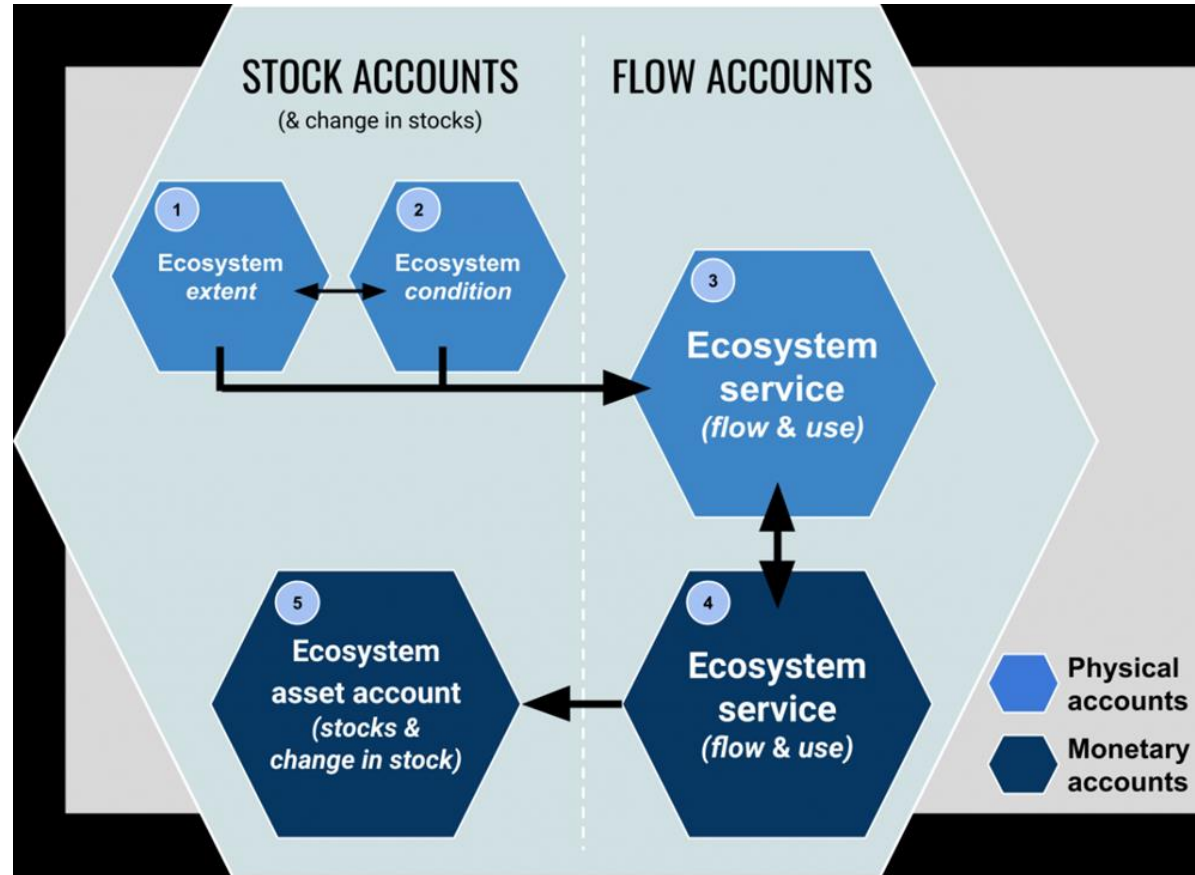 STOCK ACCOUNTS
(& change in stocks)
FLOW ACCOUNTS
1
Ecosystem
extent
2
Ecosystem
condition
3
Ecosystem
service
(flow & use)
5
Ecosystem
asset account
(stocks &
change in stock)
4
Ecosystem
service
(flow & use)
Physical
accounts
Monetary
accounts